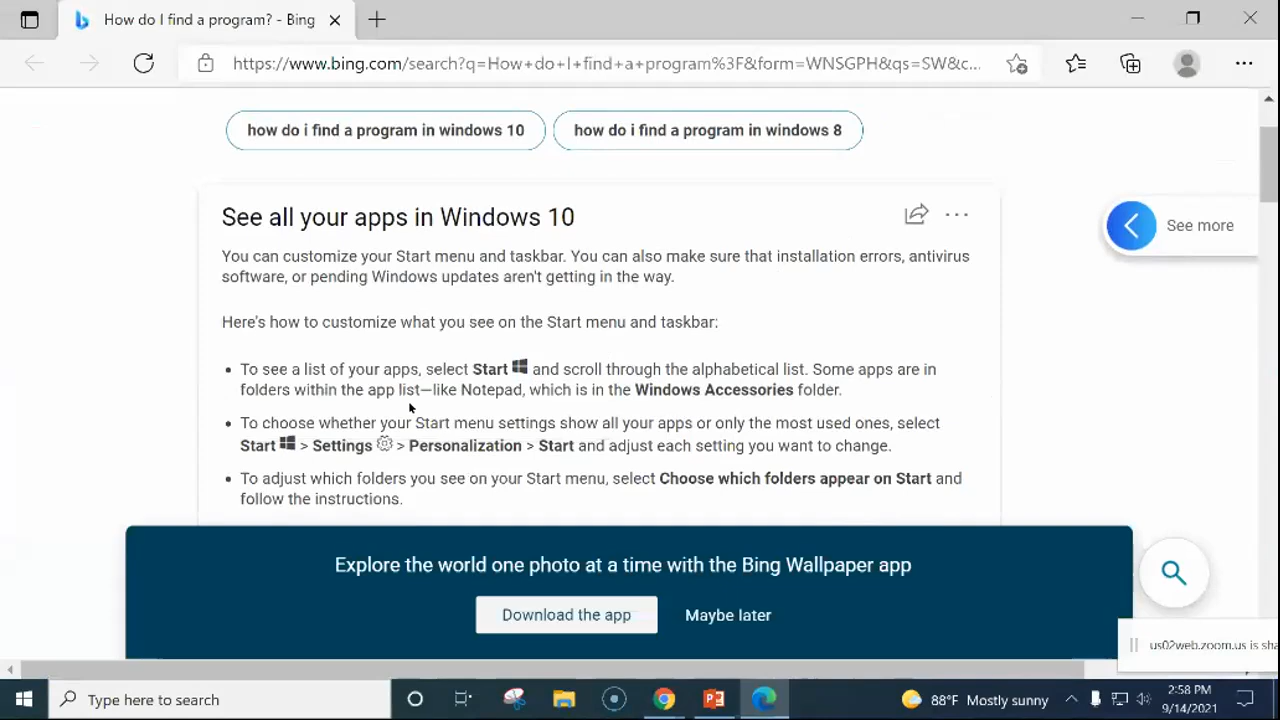 How do I find a program? - Bing
https://www.bing.com/search?q=How+do+I+find+a+program%3F&form=WNSGPH&qs=SW&c...
how do i find a program in windows 10
how do i find a program in windows 8
See all your apps in Windows 10
See more
You can customize your Start menu and taskbar. You can also make sure that installation errors, antivirus
software, or pending Windows updates aren't getting in the way.
Here's how to customize what you see on the Start menu and taskbar:
• To see a list of your apps, select Start and scroll through the alphabetical list. Some apps are in
folders within the app list—like Notepad, which is in the Windows Accessories folder.
• To choose whether your Start menu settings show all your apps or only the most used ones, select
Start > Settings > Personalization > Start and adjust each setting you want to change.
• To adjust which folders you see on your Start menu, select Choose which folders appear on Start and
follow the instructions.
Explore the world one photo at a time with the Bing Wallpaper app
Download the app
Maybe later
us02web.zoom.us is sha
Type here to search
88°F Mostly sunny
2:58 PM
9/14/2021